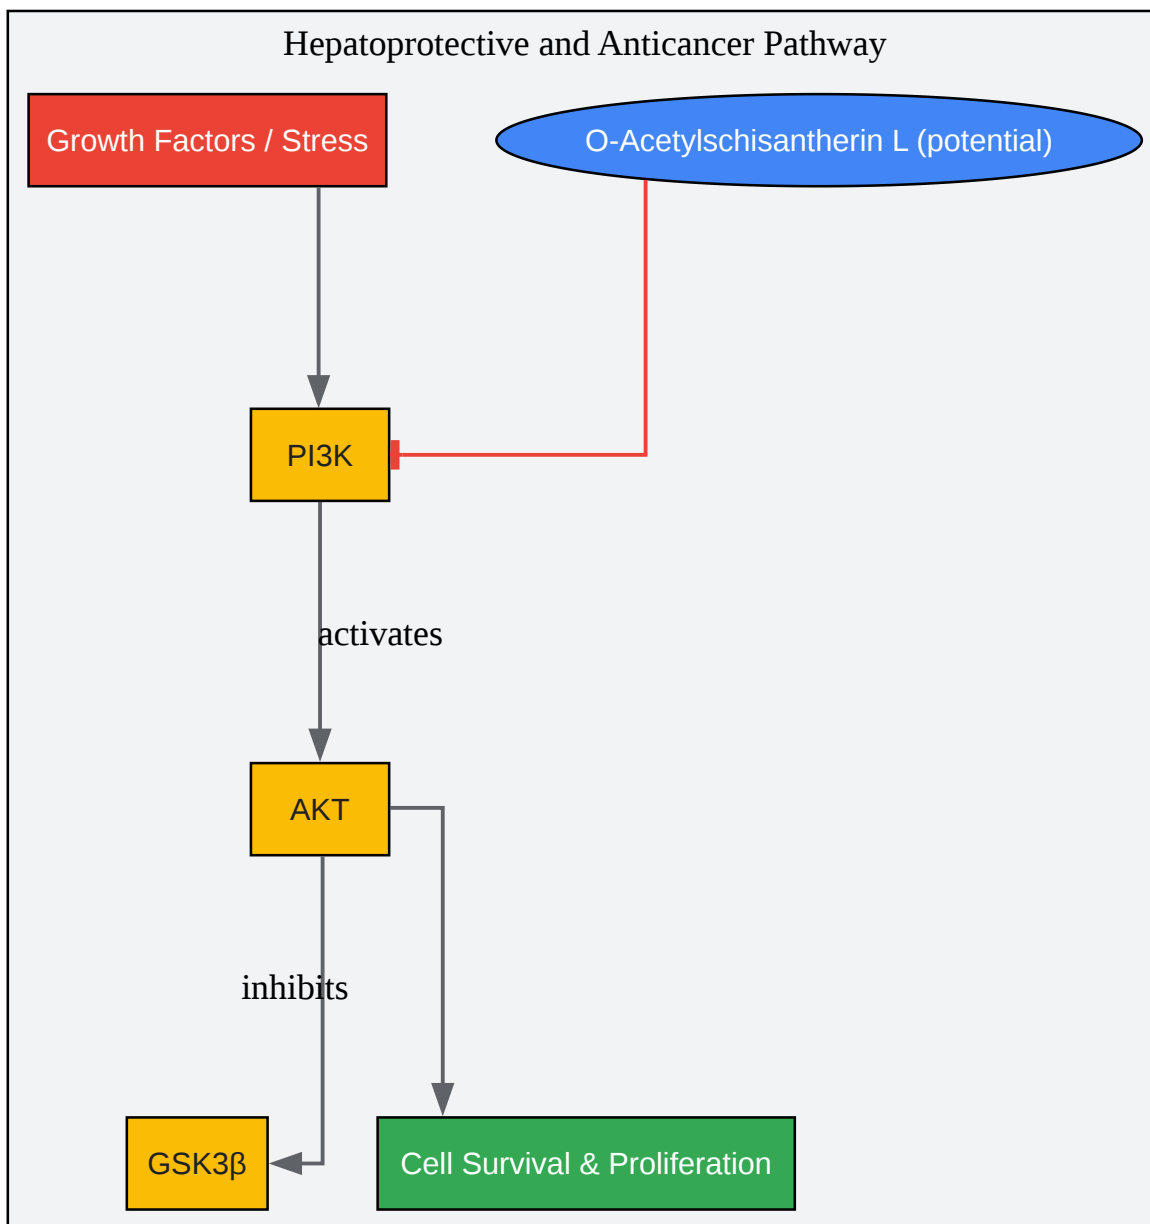 Hepatoprotective and Anticancer Pathway
Growth Factors / Stress
O-Acetylschisantherin L (potential)
PI3K
activates
AKT
inhibits
GSK3β
Cell Survival & Proliferation